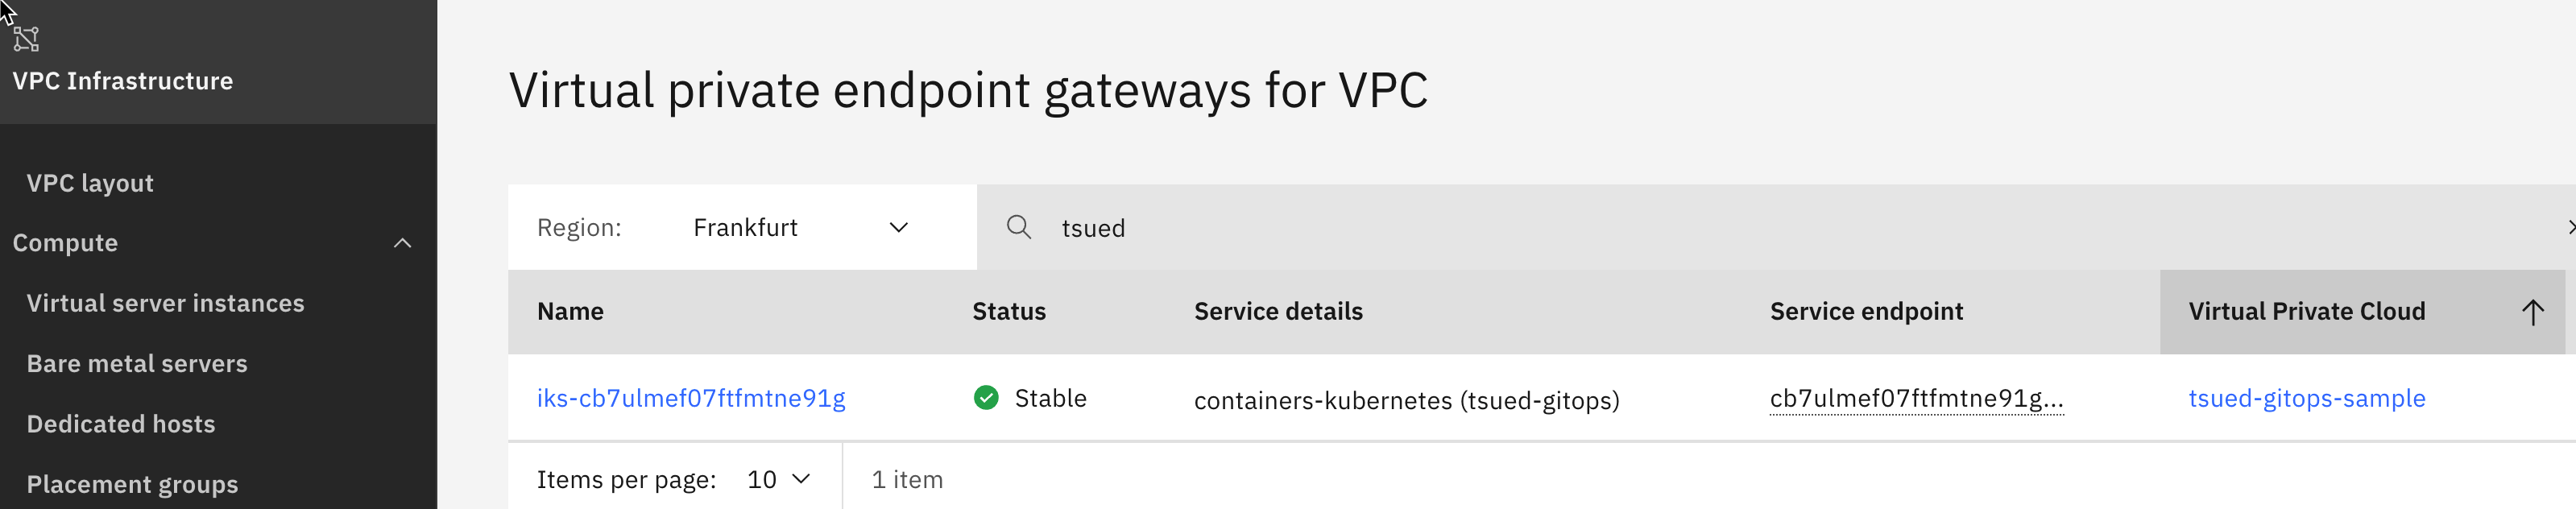 VPC Infrastructure
VPC layout
Compute
Virtual server instances
Bare metal servers
Dedicated hosts
Placement groups
Virtual private endpoint gateways for VPC
Region: Frankfurt tsued
Name Status Service details Service endpoint Virtual Private Cloud
iks-cb7ulmef07ftfmtne91g Stable containers-kubernetes (tsued-gitops) cb7ulmef07ftfmtne91g... tsued-gitops-sample
Items per page: 10 1 item